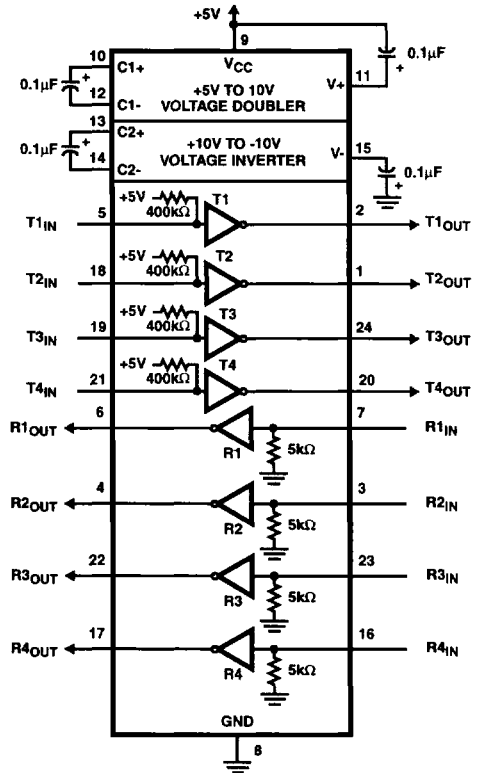 +5V
9
VCC
10
C1+
0.1µF
+
12
C1-
+5V TO 10V
VOLTAGE DOUBLER
V+
11
0.1µF
+
13
C2+
0.1µF
+
14
C2-
+10V TO -10V
VOLTAGE INVERTER
V-
15
0.1µF
+
T1IN
5
+5V
400kΩ
T1
2
T1OUT
T2IN
18
+5V
400kΩ
T2
1
T2OUT
T3IN
19
+5V
400kΩ
T3
24
T3OUT
T4IN
21
+5V
400kΩ
T4
20
T4OUT
R1OUT
6
R1
5kΩ
7
R1IN
R2OUT
4
R2
5kΩ
3
R2IN
R3OUT
22
R3
5kΩ
23
R3IN
R4OUT
17
R4
5kΩ
16
R4IN
GND
8